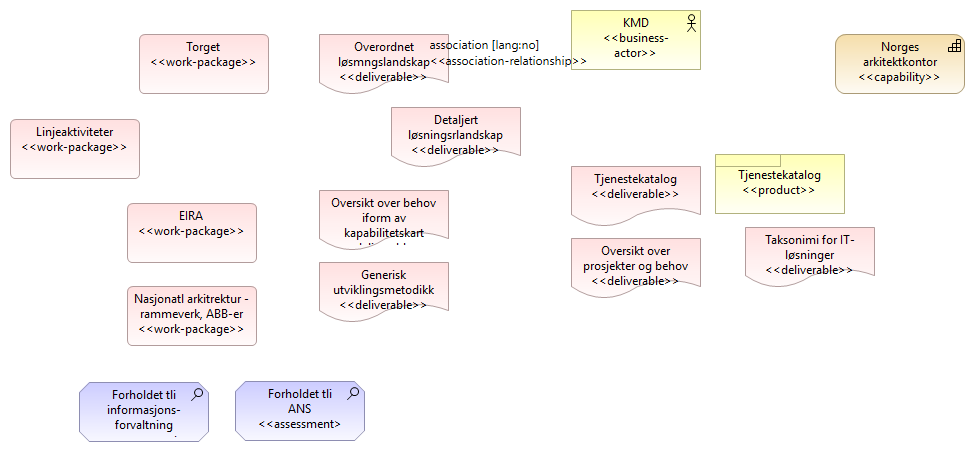 Torget
<<work-package>>
Overordnet
løsmngslandskap
<<deliverable>>
association [lang:no]
<<association-relationship>>
KMD
<<business-
actor>>
Norges
arkitektkontor
<<capability>>
Linjeaktiviteter
<<work-package>>
Detaljert
løsningsrlandskap
<<deliverable>>
Tjenestekatalog
<<deliverable>>
Tjenestekatalog
<<product>>
EIRA
<<work-package>>
Oversikt over behov
iform av
kapabilitetskart
Oversikt over
prosjekter og behov
<<deliverable>>
Taksonimi for IT-
løsninger
<<deliverable>>
Generisk
utviklingsmetodikk
<<deliverable>>
Nasjonatl arkitrektur -
rammeverk, ABB-er
<<work-package>>
Forholdet tli
informasjons-
forvaltning
Forholdet tli
ANS
<<assessment>